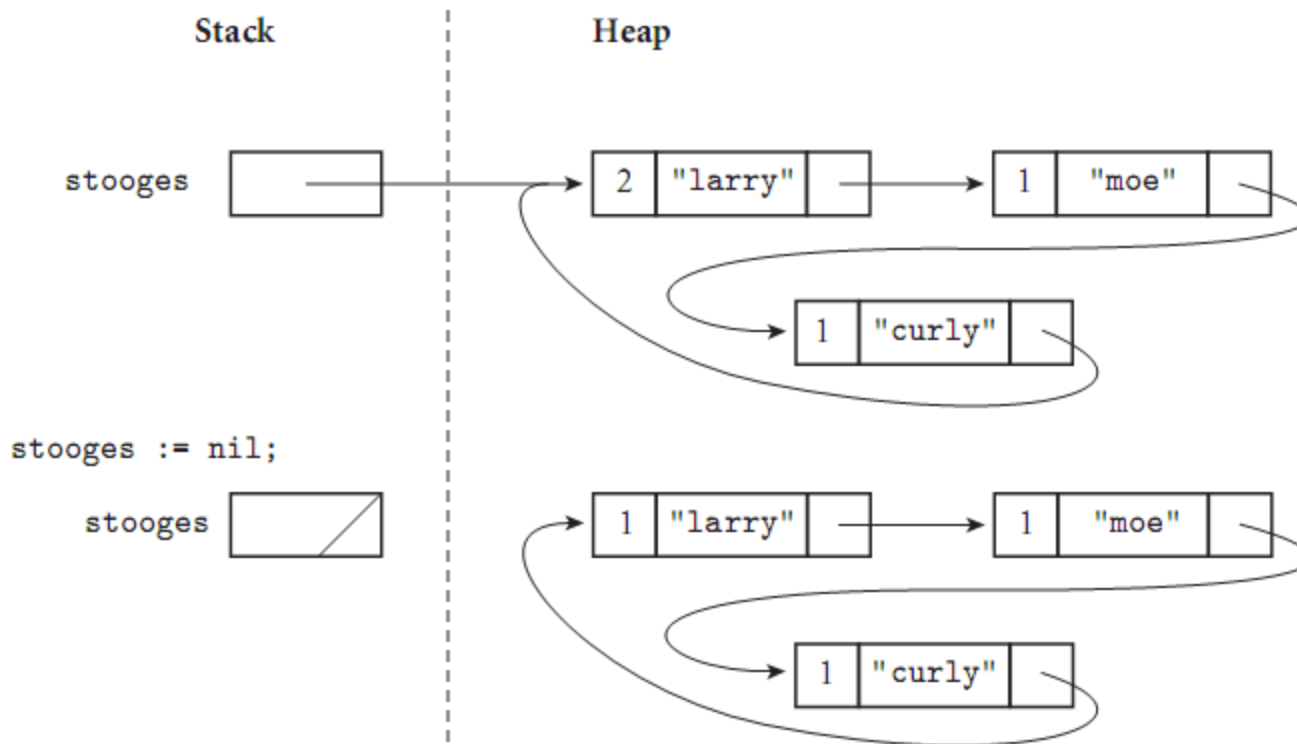 Stack Heap
stooges 2 "larry" 1 "moe"
1 "curly"
stooges := nil;
stooges 1 "larry" 1 "moe"
1 "curly"